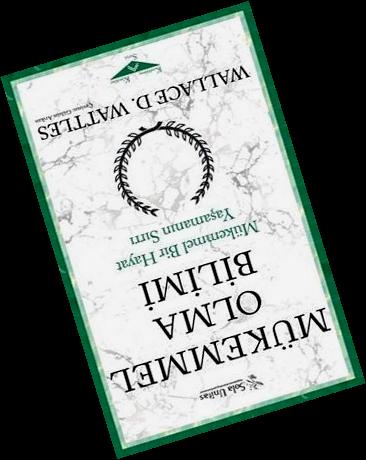 Sola Unitas
MÜKEMMEL
OLMA
BİLİMİ
Mükemmel Bir Hayat
Yaşamanın Sırrı
WALLACE D. WATTLES